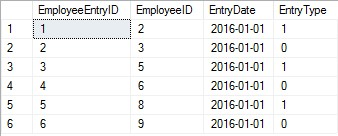 EmployeeEntryID EmployeeID EntryDate EntryType
1 1 2 2016-01-01 1
2 2 3 2016-01-01 0
3 3 5 2016-01-01 1
4 4 6 2016-01-01 0
5 5 8 2016-01-01 1
6 6 9 2016-01-01 0